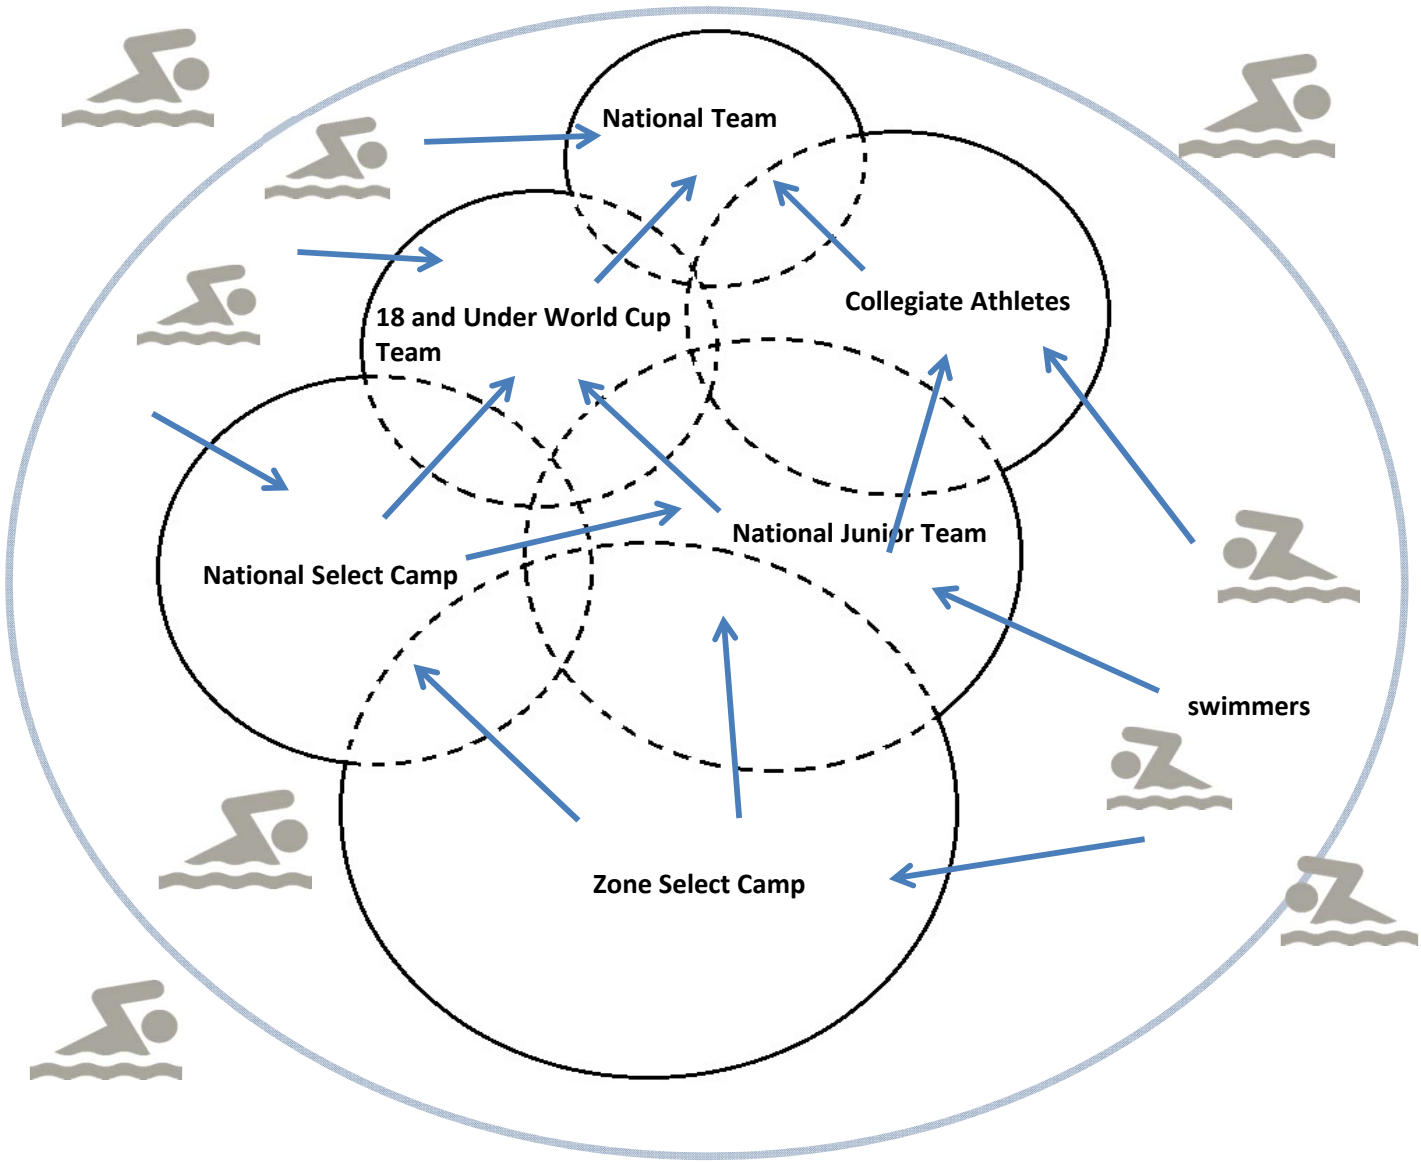 National Team
Collegiate Athletes
18 and Under World Cup
Team
National Junior Team
National Select Camp
swimmers
Zone Select Camp